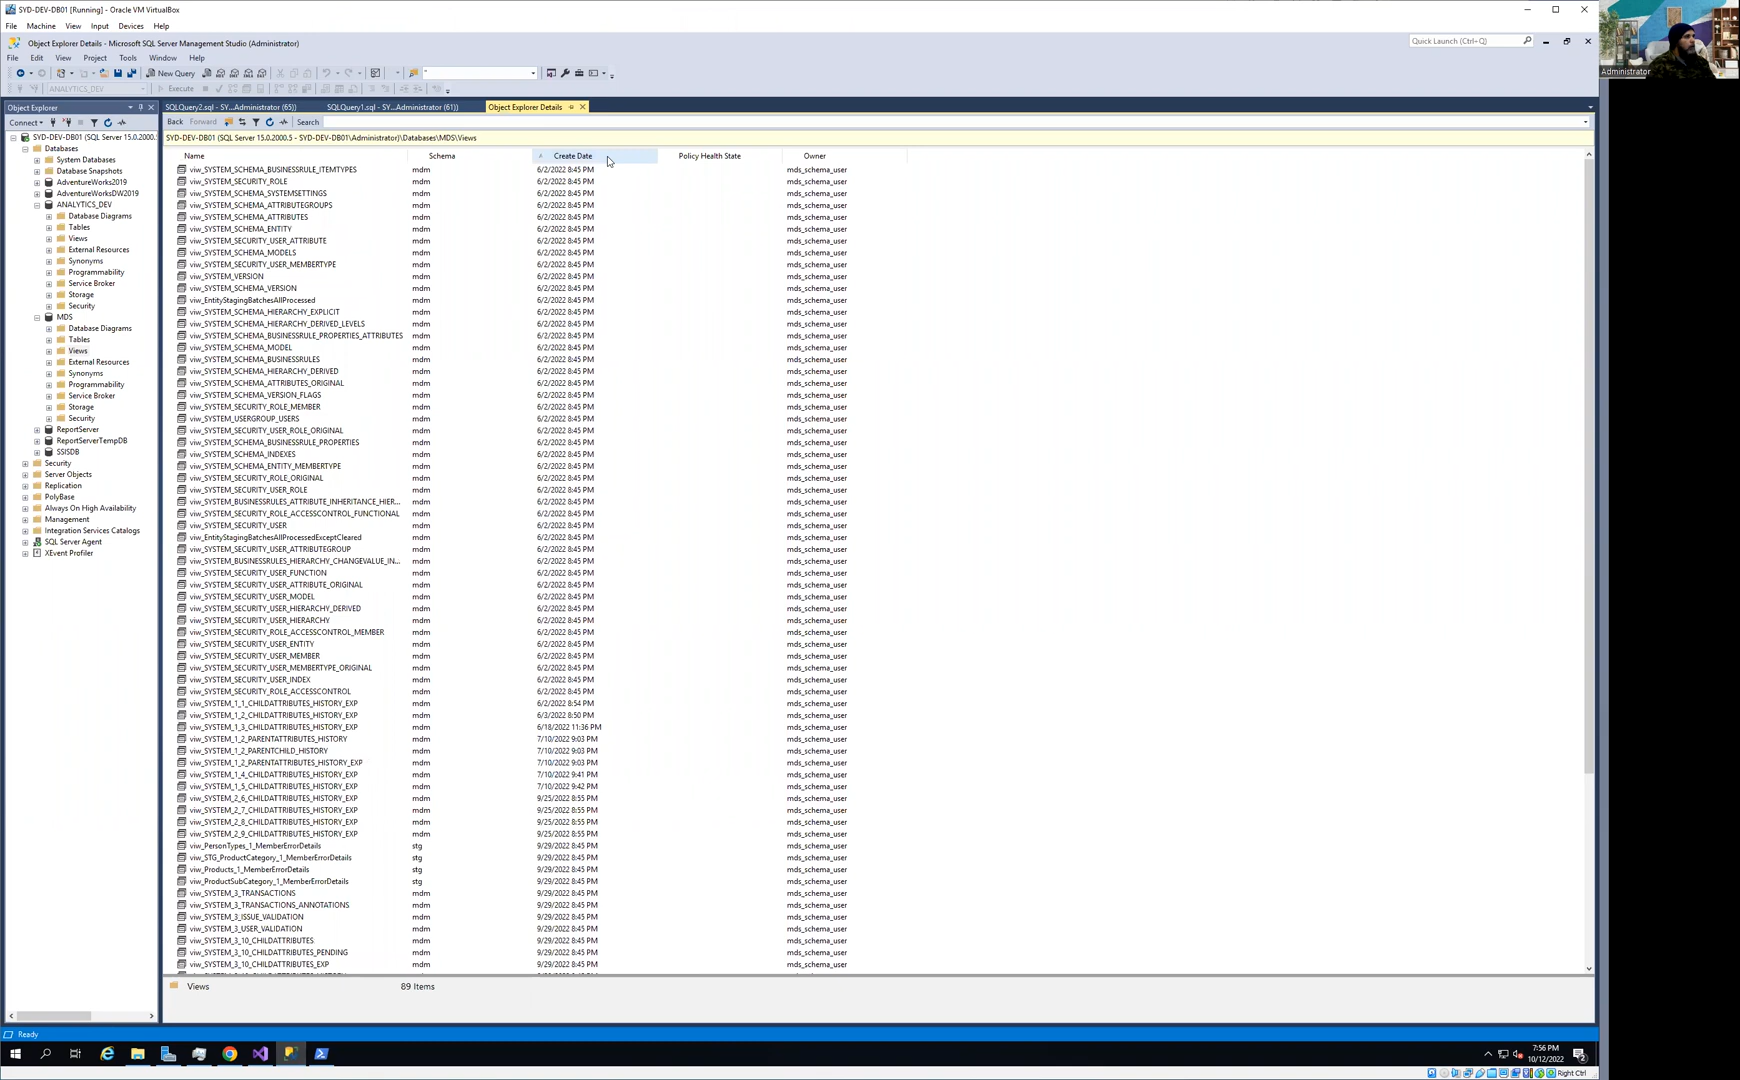 SYD-DEV-DB01 [Running] - Oracle VM VirtualBox
File Machine View Input Devices Help
Object Explorer Details - Microsoft SQL Server Management Studio (Administrator)
Quick Launch (Ctrl+Q)
File Edit View Project Tools Window Help
New Query
ANALYTICS_DEV Execute
Administrator
Object Explorer
SQLQuery2.sql - SY...Administrator (65)) SQLQuery1.sql - SY...Administrator (61)) Object Explorer Details
Connect
Back Forward Search
SYD-DEV-DB01 (SQL Server 15.0.2000.5 - SYD-DEV-DB01\Administrator)\Databases\MDS\Views
SYD-DEV-DB01 (SQL Server 15.0.2000.5
Databases
System Databases
Database Snapshots
AdventureWorks2019
AdventureWorksDW2019
ANALYTICS_DEV
Database Diagrams
Tables
Views
External Resources
Synonyms
Programmability
Service Broker
Storage
Security
MDS
Database Diagrams
Tables
Views
External Resources
Synonyms
Programmability
Service Broker
Storage
Security
ReportServer
ReportServerTempDB
SSISDB
Security
Server Objects
Replication
PolyBase
Always On High Availability
Management
Integration Services Catalogs
SQL Server Agent
XEvent Profiler
Name Schema Create Date Policy Health State Owner
viw_SYSTEM_SCHEMA_BUSINESSRULE_ITEMTYPES mdm 6/2/2022 8:45 PM mds_schema_user
viw_SYSTEM_SECURITY_ROLE mdm 6/2/2022 8:45 PM mds_schema_user
viw_SYSTEM_SCHEMA_SYSTEMSETTINGS mdm 6/2/2022 8:45 PM mds_schema_user
viw_SYSTEM_SCHEMA_ATTRIBUTEGROUPS mdm 6/2/2022 8:45 PM mds_schema_user
viw_SYSTEM_SCHEMA_ATTRIBUTES mdm 6/2/2022 8:45 PM mds_schema_user
viw_SYSTEM_SCHEMA_ENTITY mdm 6/2/2022 8:45 PM mds_schema_user
viw_SYSTEM_SECURITY_USER_ATTRIBUTE mdm 6/2/2022 8:45 PM mds_schema_user
viw_SYSTEM_SCHEMA_MODELS mdm 6/2/2022 8:45 PM mds_schema_user
viw_SYSTEM_SECURITY_USER_MEMBERTYPE mdm 6/2/2022 8:45 PM mds_schema_user
viw_SYSTEM_VERSION mdm 6/2/2022 8:45 PM mds_schema_user
viw_SYSTEM_SCHEMA_VERSION mdm 6/2/2022 8:45 PM mds_schema_user
viw_EntityStagingBatchesAllProcessed mdm 6/2/2022 8:45 PM mds_schema_user
viw_SYSTEM_SCHEMA_HIERARCHY_EXPLICIT mdm 6/2/2022 8:45 PM mds_schema_user
viw_SYSTEM_SCHEMA_HIERARCHY_DERIVED_LEVELS mdm 6/2/2022 8:45 PM mds_schema_user
viw_SYSTEM_SCHEMA_BUSINESSRULE_PROPERTIES_ATTRIBUTES mdm 6/2/2022 8:45 PM mds_schema_user
viw_SYSTEM_SCHEMA_MODEL mdm 6/2/2022 8:45 PM mds_schema_user
viw_SYSTEM_SCHEMA_BUSINESSRULES mdm 6/2/2022 8:45 PM mds_schema_user
viw_SYSTEM_SCHEMA_HIERARCHY_DERIVED mdm 6/2/2022 8:45 PM mds_schema_user
viw_SYSTEM_SCHEMA_ATTRIBUTES_ORIGINAL mdm 6/2/2022 8:45 PM mds_schema_user
viw_SYSTEM_SCHEMA_VERSION_FLAGS mdm 6/2/2022 8:45 PM mds_schema_user
viw_SYSTEM_SECURITY_ROLE_MEMBER mdm 6/2/2022 8:45 PM mds_schema_user
viw_SYSTEM_USERGROUP_USERS mdm 6/2/2022 8:45 PM mds_schema_user
viw_SYSTEM_SECURITY_USER_ROLE_ORIGINAL mdm 6/2/2022 8:45 PM mds_schema_user
viw_SYSTEM_SCHEMA_BUSINESSRULE_PROPERTIES mdm 6/2/2022 8:45 PM mds_schema_user
viw_SYSTEM_SCHEMA_INDEXES mdm 6/2/2022 8:45 PM mds_schema_user
viw_SYSTEM_SCHEMA_ENTITY_MEMBERTYPE mdm 6/2/2022 8:45 PM mds_schema_user
viw_SYSTEM_SECURITY_ROLE_ORIGINAL mdm 6/2/2022 8:45 PM mds_schema_user
viw_SYSTEM_SECURITY_USER_ROLE mdm 6/2/2022 8:45 PM mds_schema_user
viw_SYSTEM_BUSINESSRULES_ATTRIBUTE_INHERITANCE_HIER... mdm 6/2/2022 8:45 PM mds_schema_user
viw_SYSTEM_SECURITY_ROLE_ACCESSCONTROL_FUNCTIONAL mdm 6/2/2022 8:45 PM mds_schema_user
viw_SYSTEM_SECURITY_USER mdm 6/2/2022 8:45 PM mds_schema_user
viw_EntityStagingBatchesAllProcessedExceptCleared mdm 6/2/2022 8:45 PM mds_schema_user
viw_SYSTEM_SECURITY_USER_ATTRIBUTEGROUP mdm 6/2/2022 8:45 PM mds_schema_user
viw_SYSTEM_BUSINESSRULES_HIERARCHY_CHANGEVALUE_IN... mdm 6/2/2022 8:45 PM mds_schema_user
viw_SYSTEM_SECURITY_USER_FUNCTION mdm 6/2/2022 8:45 PM mds_schema_user
viw_SYSTEM_SECURITY_USER_ATTRIBUTE_ORIGINAL mdm 6/2/2022 8:45 PM mds_schema_user
viw_SYSTEM_SECURITY_USER_MODEL mdm 6/2/2022 8:45 PM mds_schema_user
viw_SYSTEM_SECURITY_USER_HIERARCHY_DERIVED mdm 6/2/2022 8:45 PM mds_schema_user
viw_SYSTEM_SECURITY_USER_HIERARCHY mdm 6/2/2022 8:45 PM mds_schema_user
viw_SYSTEM_SECURITY_ROLE_ACCESSCONTROL_MEMBER mdm 6/2/2022 8:45 PM mds_schema_user
viw_SYSTEM_SECURITY_USER_ENTITY mdm 6/2/2022 8:45 PM mds_schema_user
viw_SYSTEM_SECURITY_USER_MEMBER mdm 6/2/2022 8:45 PM mds_schema_user
viw_SYSTEM_SECURITY_USER_MEMBERTYPE_ORIGINAL mdm 6/2/2022 8:45 PM mds_schema_user
viw_SYSTEM_SECURITY_USER_INDEX mdm 6/2/2022 8:45 PM mds_schema_user
viw_SYSTEM_SECURITY_ROLE_ACCESSCONTROL mdm 6/2/2022 8:45 PM mds_schema_user
viw_SYSTEM_1_1_CHILDATTRIBUTES_HISTORY_EXP mdm 6/2/2022 8:54 PM mds_schema_user
viw_SYSTEM_1_2_CHILDATTRIBUTES_HISTORY_EXP mdm 6/3/2022 8:50 PM mds_schema_user
viw_SYSTEM_1_3_CHILDATTRIBUTES_HISTORY_EXP mdm 6/18/2022 11:36 PM mds_schema_user
viw_SYSTEM_1_2_PARENTATTRIBUTES_HISTORY mdm 7/10/2022 9:03 PM mds_schema_user
viw_SYSTEM_1_2_PARENTCHILD_HISTORY mdm 7/10/2022 9:03 PM mds_schema_user
viw_SYSTEM_1_2_PARENTATTRIBUTES_HISTORY_EXP mdm 7/10/2022 9:03 PM mds_schema_user
viw_SYSTEM_1_4_CHILDATTRIBUTES_HISTORY_EXP mdm 7/10/2022 9:41 PM mds_schema_user
viw_SYSTEM_1_5_CHILDATTRIBUTES_HISTORY_EXP mdm 7/10/2022 9:42 PM mds_schema_user
viw_SYSTEM_2_6_CHILDATTRIBUTES_HISTORY_EXP mdm 9/25/2022 8:55 PM mds_schema_user
viw_SYSTEM_2_7_CHILDATTRIBUTES_HISTORY_EXP mdm 9/25/2022 8:55 PM mds_schema_user
viw_SYSTEM_2_8_CHILDATTRIBUTES_HISTORY_EXP mdm 9/25/2022 8:55 PM mds_schema_user
viw_SYSTEM_2_9_CHILDATTRIBUTES_HISTORY_EXP mdm 9/25/2022 8:55 PM mds_schema_user
viw_PersonTypes_1_MemberErrorDetails stg 9/29/2022 8:45 PM mds_schema_user
viw_STG_ProductCategory_1_MemberErrorDetails stg 9/29/2022 8:45 PM mds_schema_user
viw_Products_1_MemberErrorDetails stg 9/29/2022 8:45 PM mds_schema_user
viw_ProductSubCategory_1_MemberErrorDetails stg 9/29/2022 8:45 PM mds_schema_user
viw_SYSTEM_3_TRANSACTIONS mdm 9/29/2022 8:45 PM mds_schema_user
viw_SYSTEM_3_TRANSACTIONS_ANNOTATIONS mdm 9/29/2022 8:45 PM mds_schema_user
viw_SYSTEM_3_ISSUE_VALIDATION mdm 9/29/2022 8:45 PM mds_schema_user
viw_SYSTEM_3_USER_VALIDATION mdm 9/29/2022 8:45 PM mds_schema_user
viw_SYSTEM_3_10_CHILDATTRIBUTES mdm 9/29/2022 8:45 PM mds_schema_user
viw_SYSTEM_3_10_CHILDATTRIBUTES_PENDING mdm 9/29/2022 8:45 PM mds_schema_user
viw_SYSTEM_3_10_CHILDATTRIBUTES_EXP mdm 9/29/2022 8:45 PM mds_schema_user
Views 89 Items
Ready
7:56 PM
10/12/2022
2
Right Ctrl